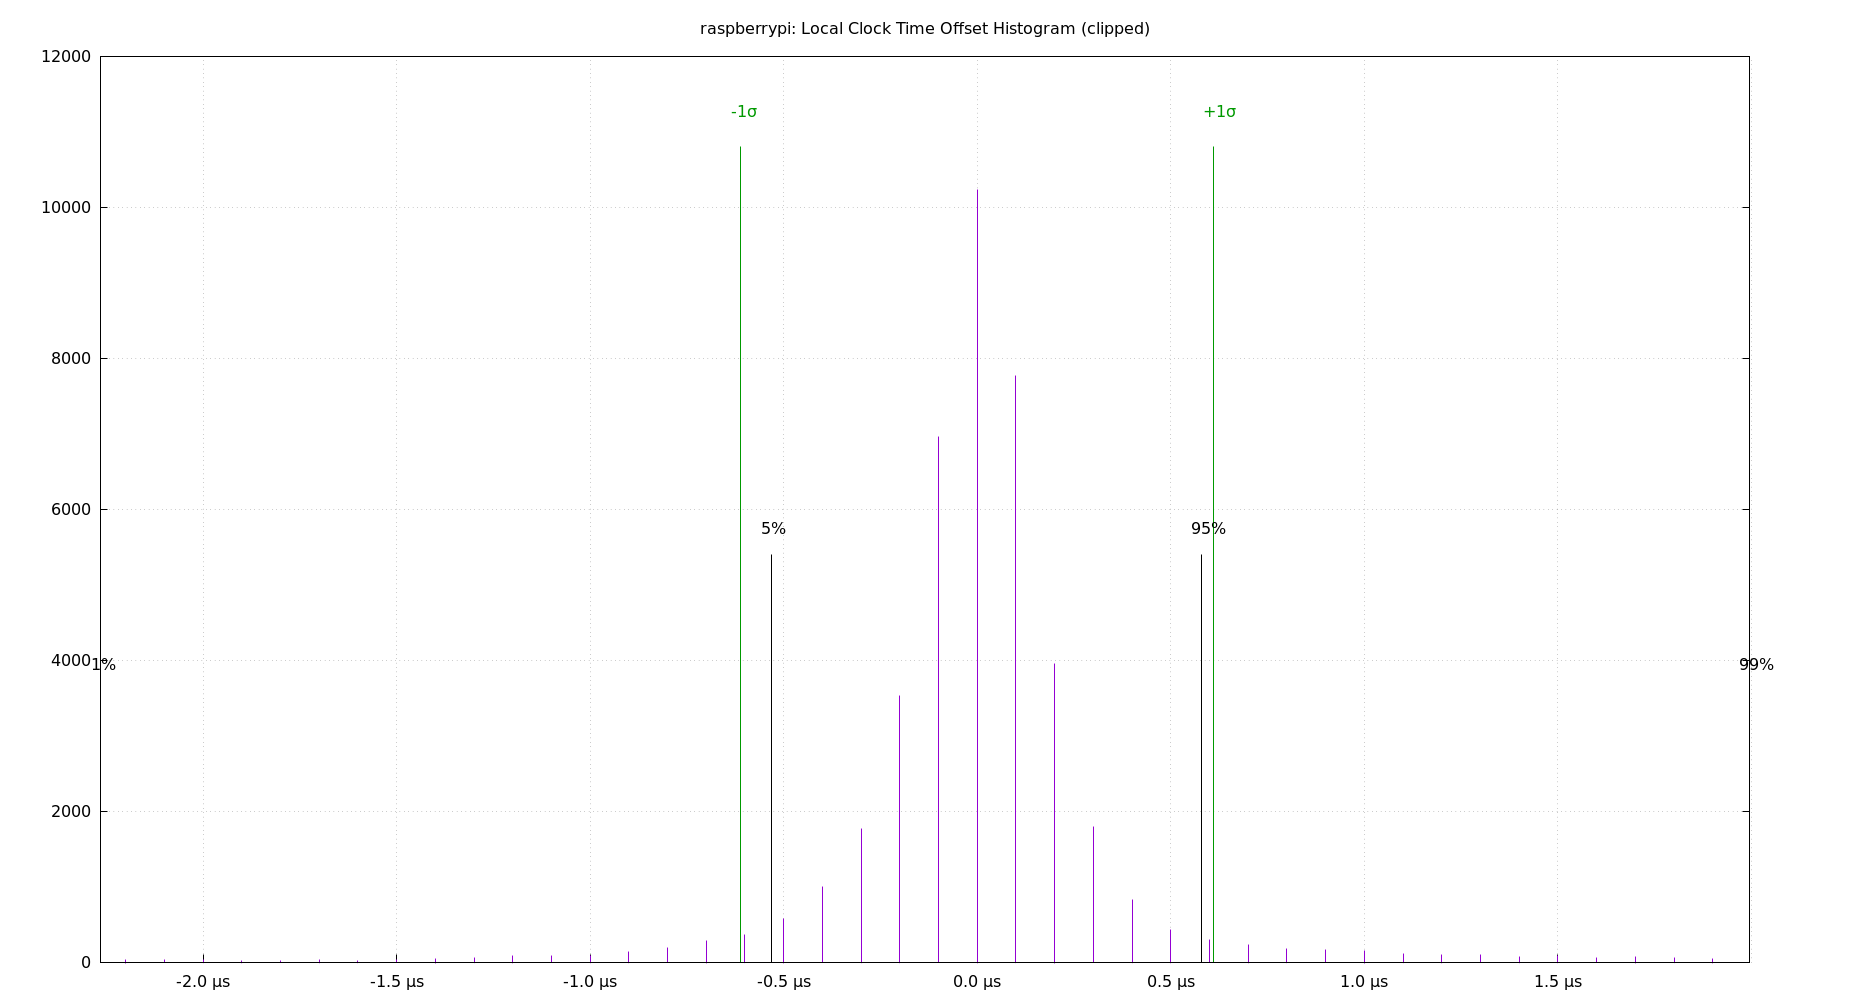 raspberrypi: Local Clock Time Offset Histogram (clipped)
12000
-1σ
+1σ
10000
8000
6000
5%
95%
4000
1%
99%
2000
0
-2.0 µs
-1.5 µs
-1.0 µs
-0.5 µs
0.0 µs
0.5 µs
1.0 µs
1.5 µs